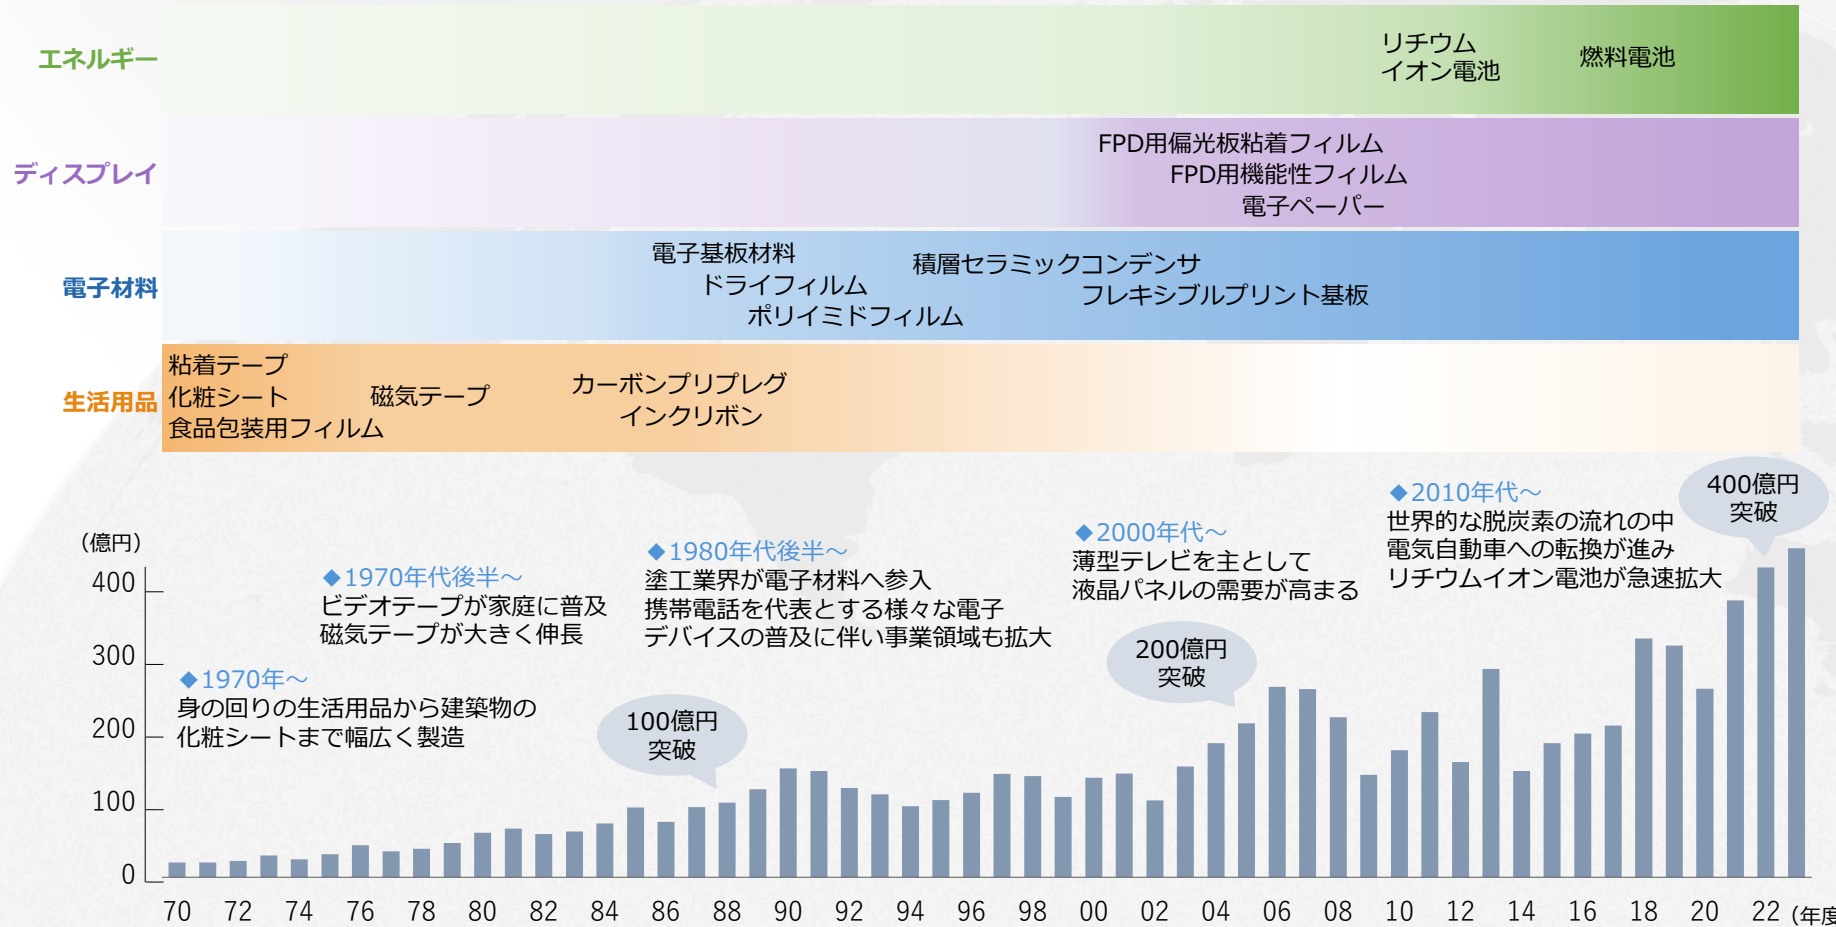 エネルギー
リチウム
イオン電池
燃料電池
ディスプレイ
FPD用偏光板粘着フィルム
FPD用機能性フィルム
電子ペーパー
電子材料
電子基板材料
ドライフィルム
ポリイミドフィルム
積層セラミックコンデンサ
フレキシブルプリント基板
生活用品
粘着テープ
化粧シート
食品包装用フィルム
磁気テープ
カーボンプリプレグ
インクリボン
（億円）
400
300
200
100
0
◆1970年～
身の回りの生活用品から建築物の
化粧シートまで幅広く製造
◆1970年代後半～
ビデオテープが家庭に普及
磁気テープが大きく伸長
◆1980年代後半～
塗工業界が電子材料へ参入
携帯電話を代表とする様々な電子
デバイスの普及に伴い事業領域も拡大
100億円
突破
◆2000年代～
薄型テレビを主として
液晶パネルの需要が高まる
200億円
突破
◆2010年代～
世界的な脱炭素の流れの中
電気自動車への転換が進み
リチウムイオン電池が急速拡大
400億円
突破
70 72 74 76 78 80 82 84 86 88 90 92 94 96 98 00 02 04 06 08 10 12 14 16 18 20 22 （年度